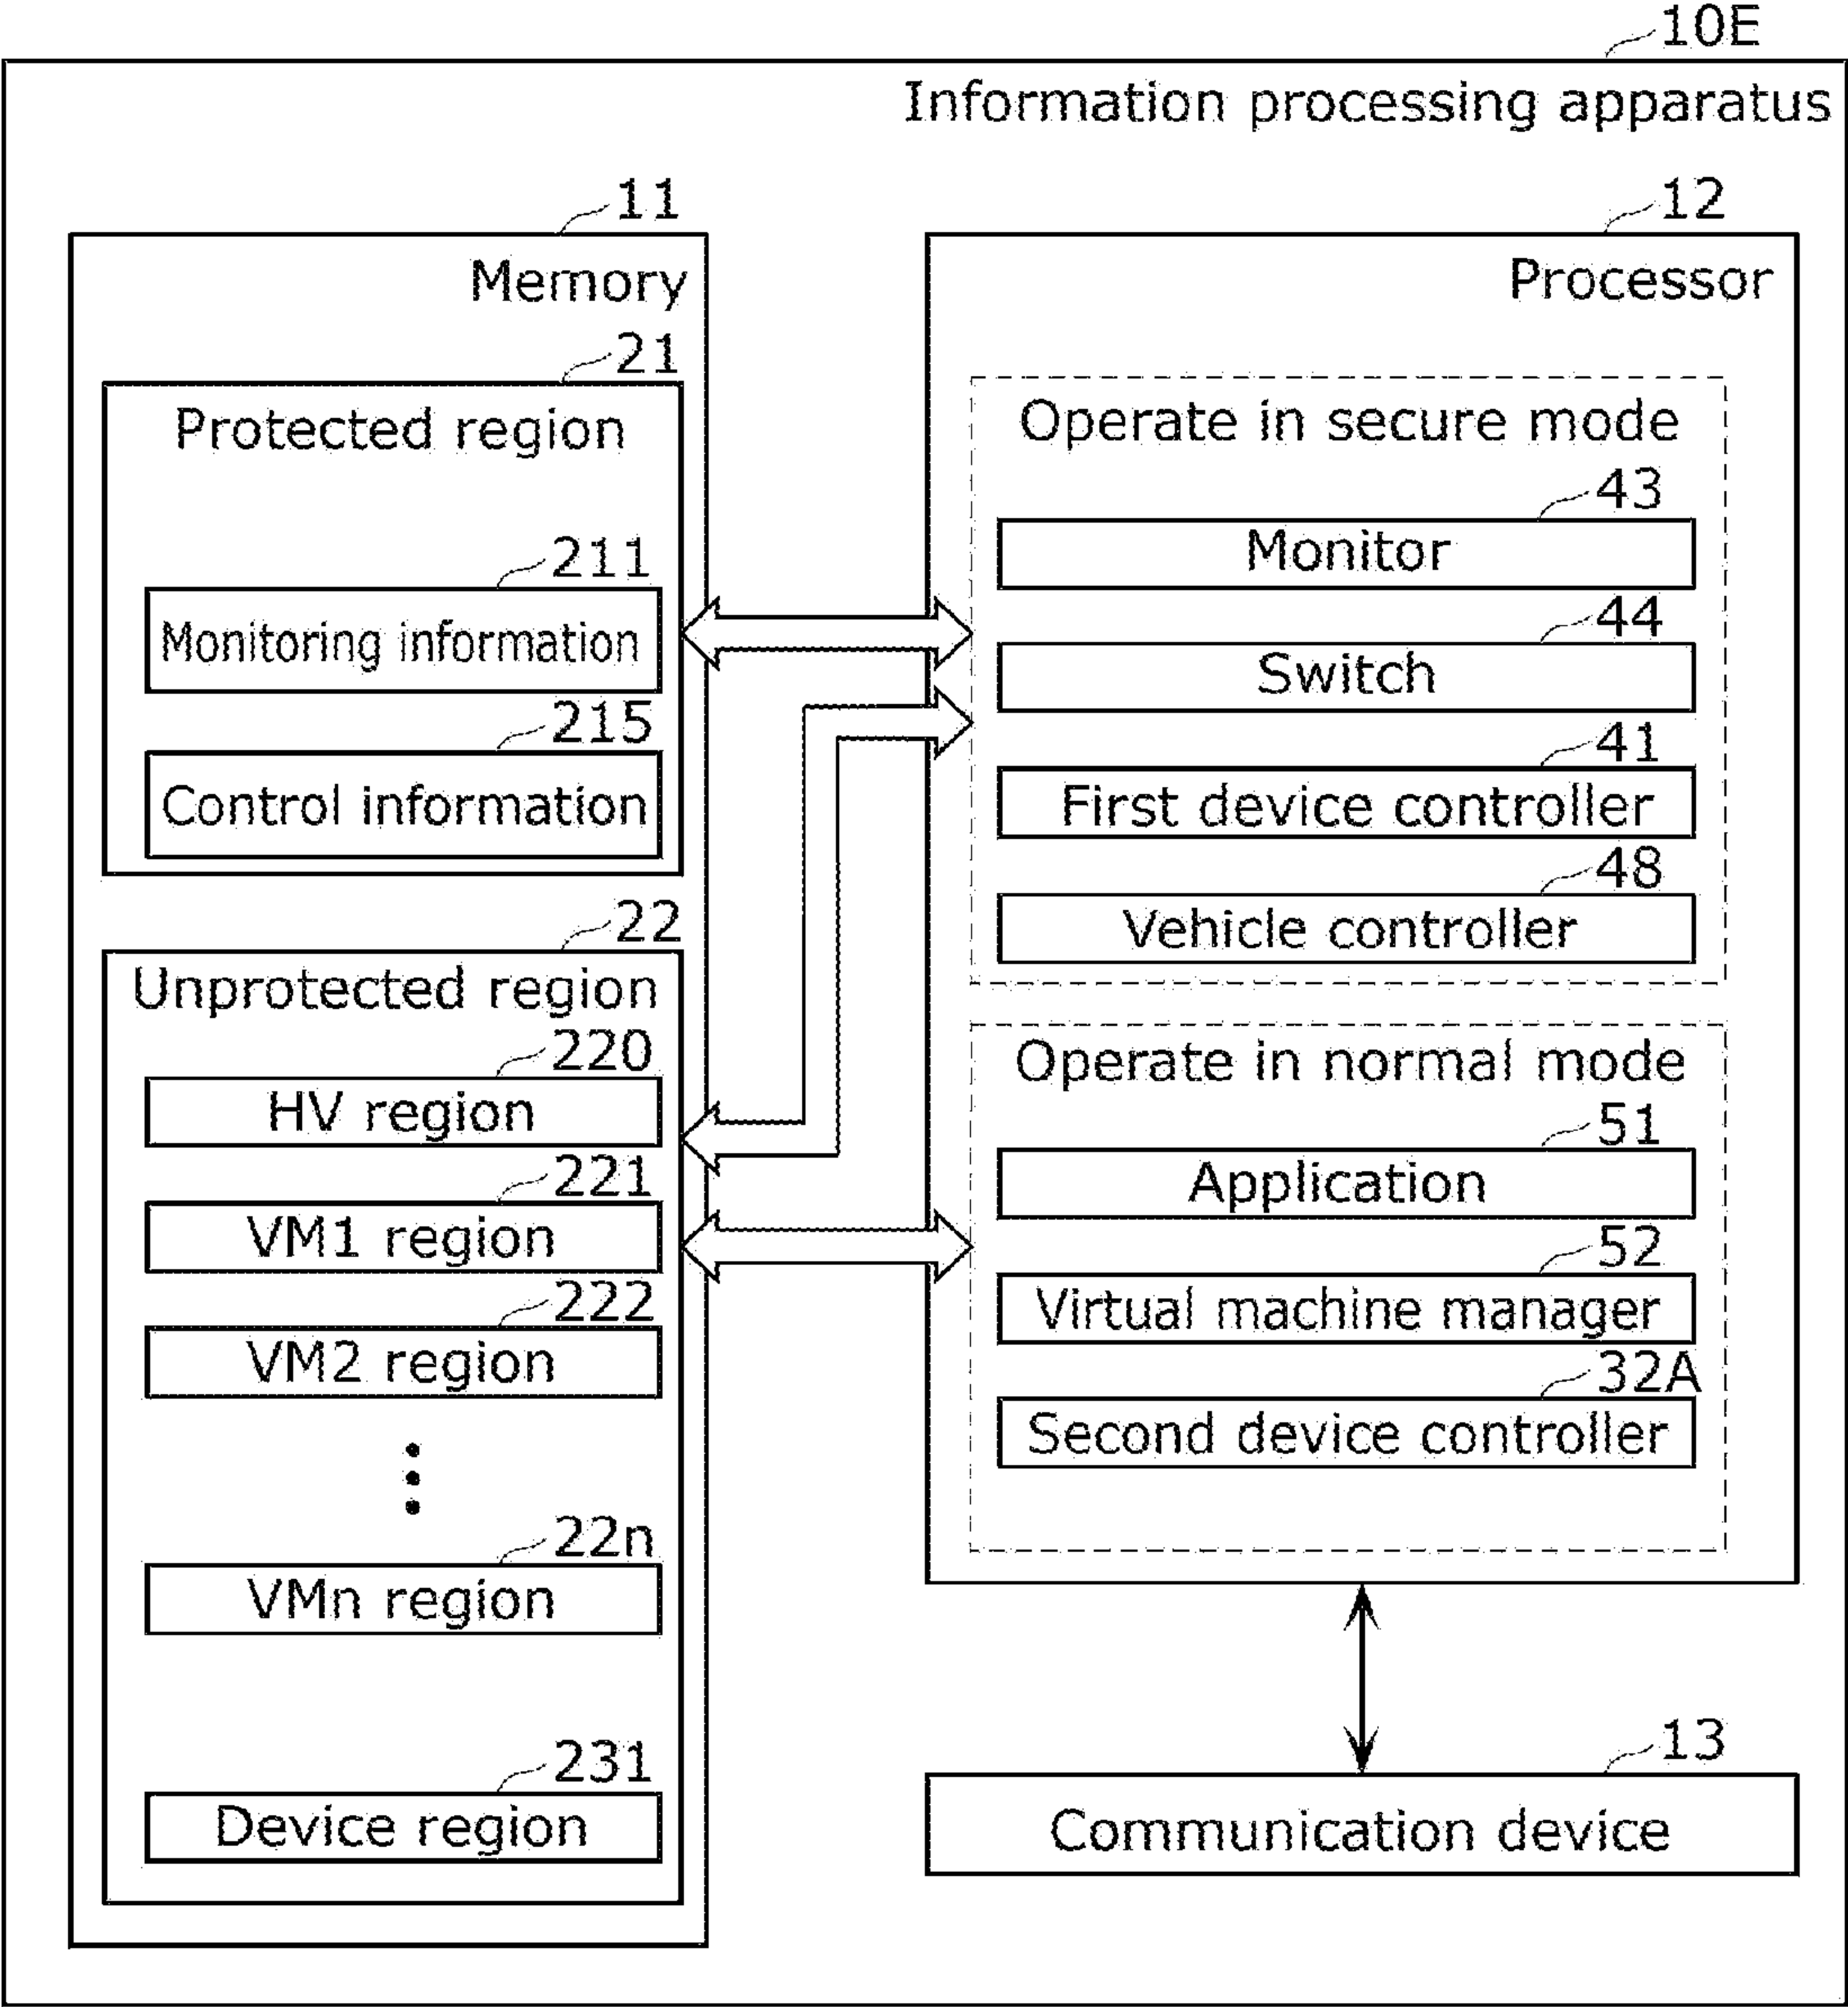 10E
Information processing apparatus
11
Memory
21
Protected region
211
Monitoring information
215
Control information
22
Unprotected region
220
HV region
221
VM1 region
222
VM2 region
22n
VMn region
231
Device region
12
Processor
Operate in secure mode
43
Monitor
44
Switch
41
First device controller
48
Vehicle controller
Operate in normal mode
51
Application
52
Virtual machine manager
32A
Second device controller
13
Communication device